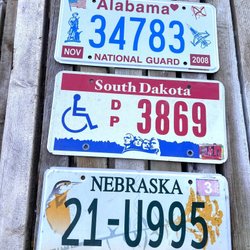 Alabama
34783
NOV
NATIONAL GUARD
2008
South Dakota
DP 3869
NEBRASKA
3
21-U995